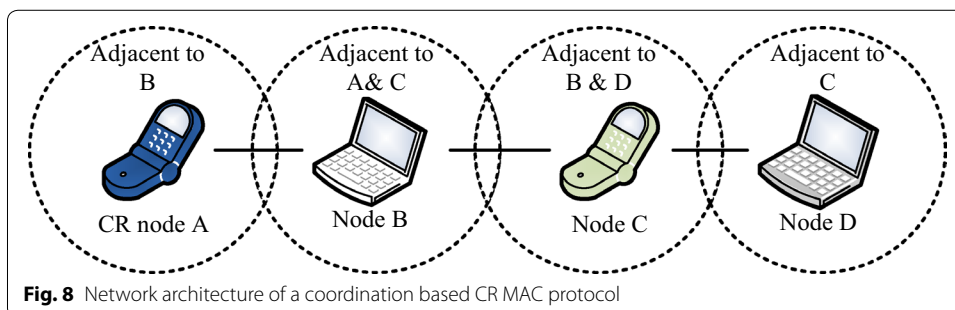 Adjacent to
B
CR node A
Adjacent to
A& C
Node B
Adjacent to
B & D
Node C
Adjacent to
C
Node D
Fig. 8 Network architecture of a coordination based CR MAC protocol